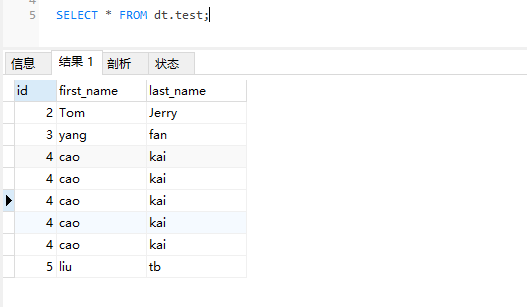 5 SELECT * FROM dt.test;
信息 结果 1 剖析 状态
id first_name last_name
2 Tom Jerry
3 yang fan
4 cao kai
4 cao kai
4 cao kai
4 cao kai
4 cao kai
5 liu tb